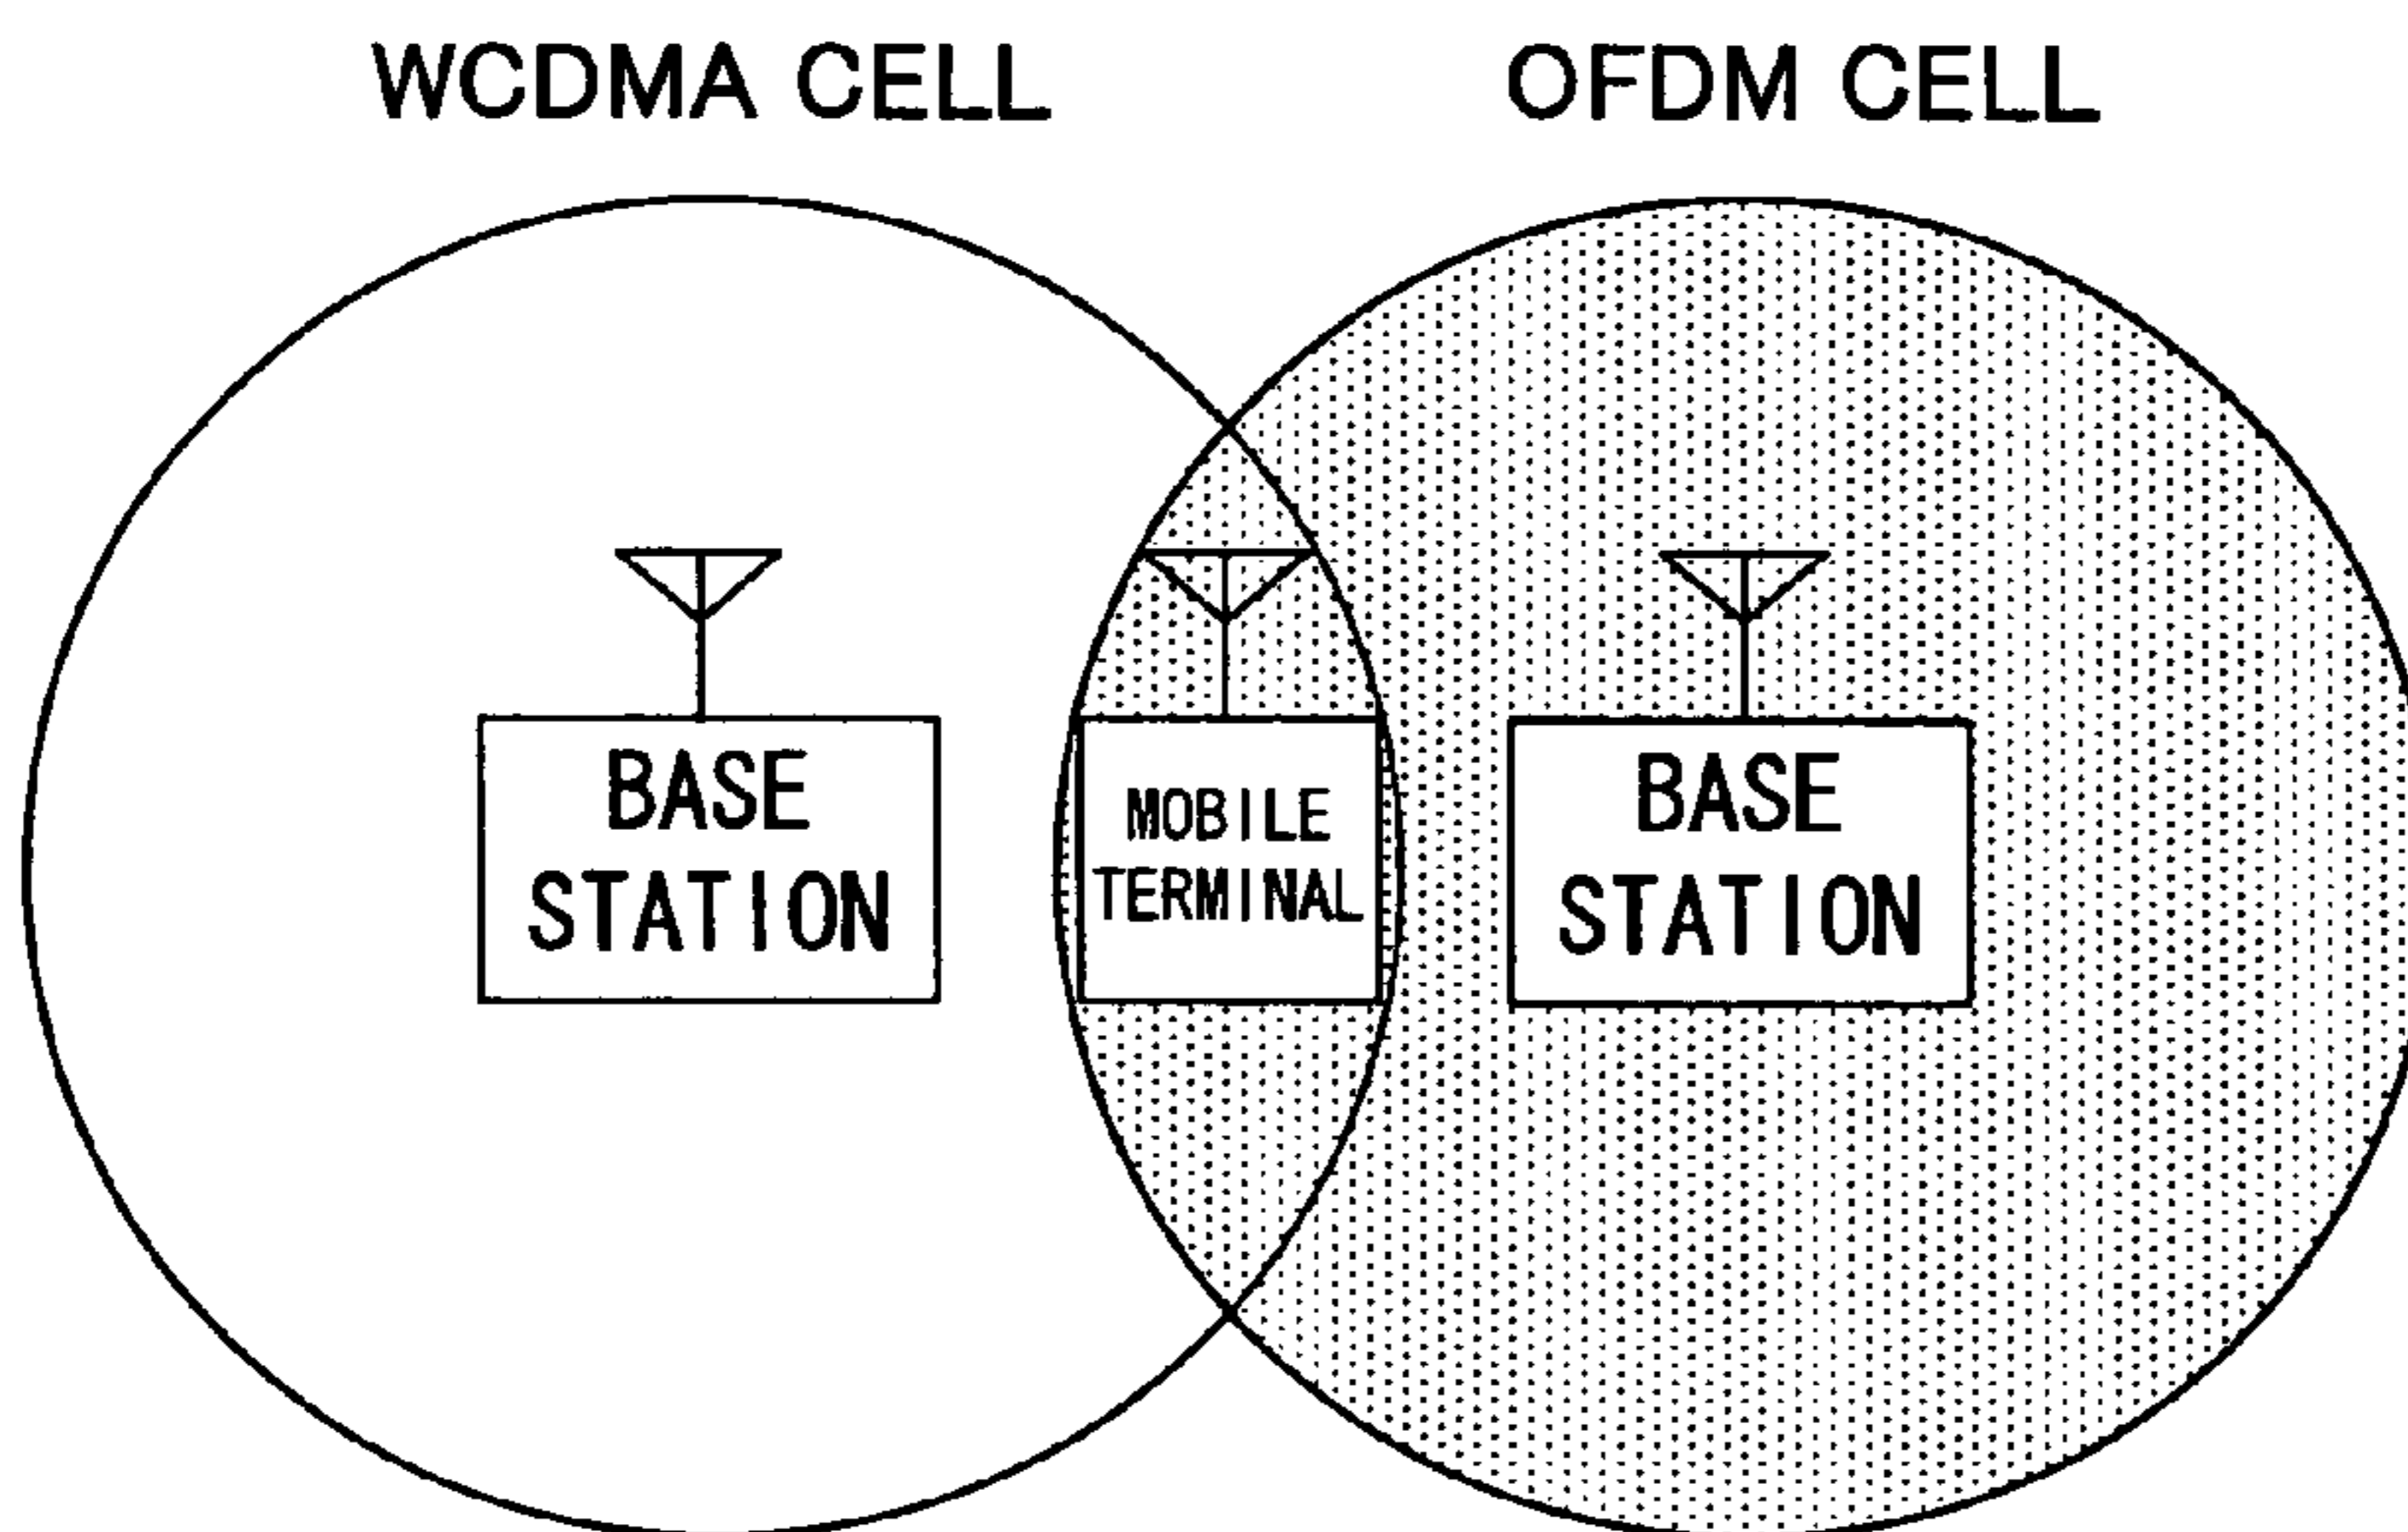 WCDMA CELL
OFDM CELL
BASE
STATION
MOBILE
TERMINAL
BASE
STATION